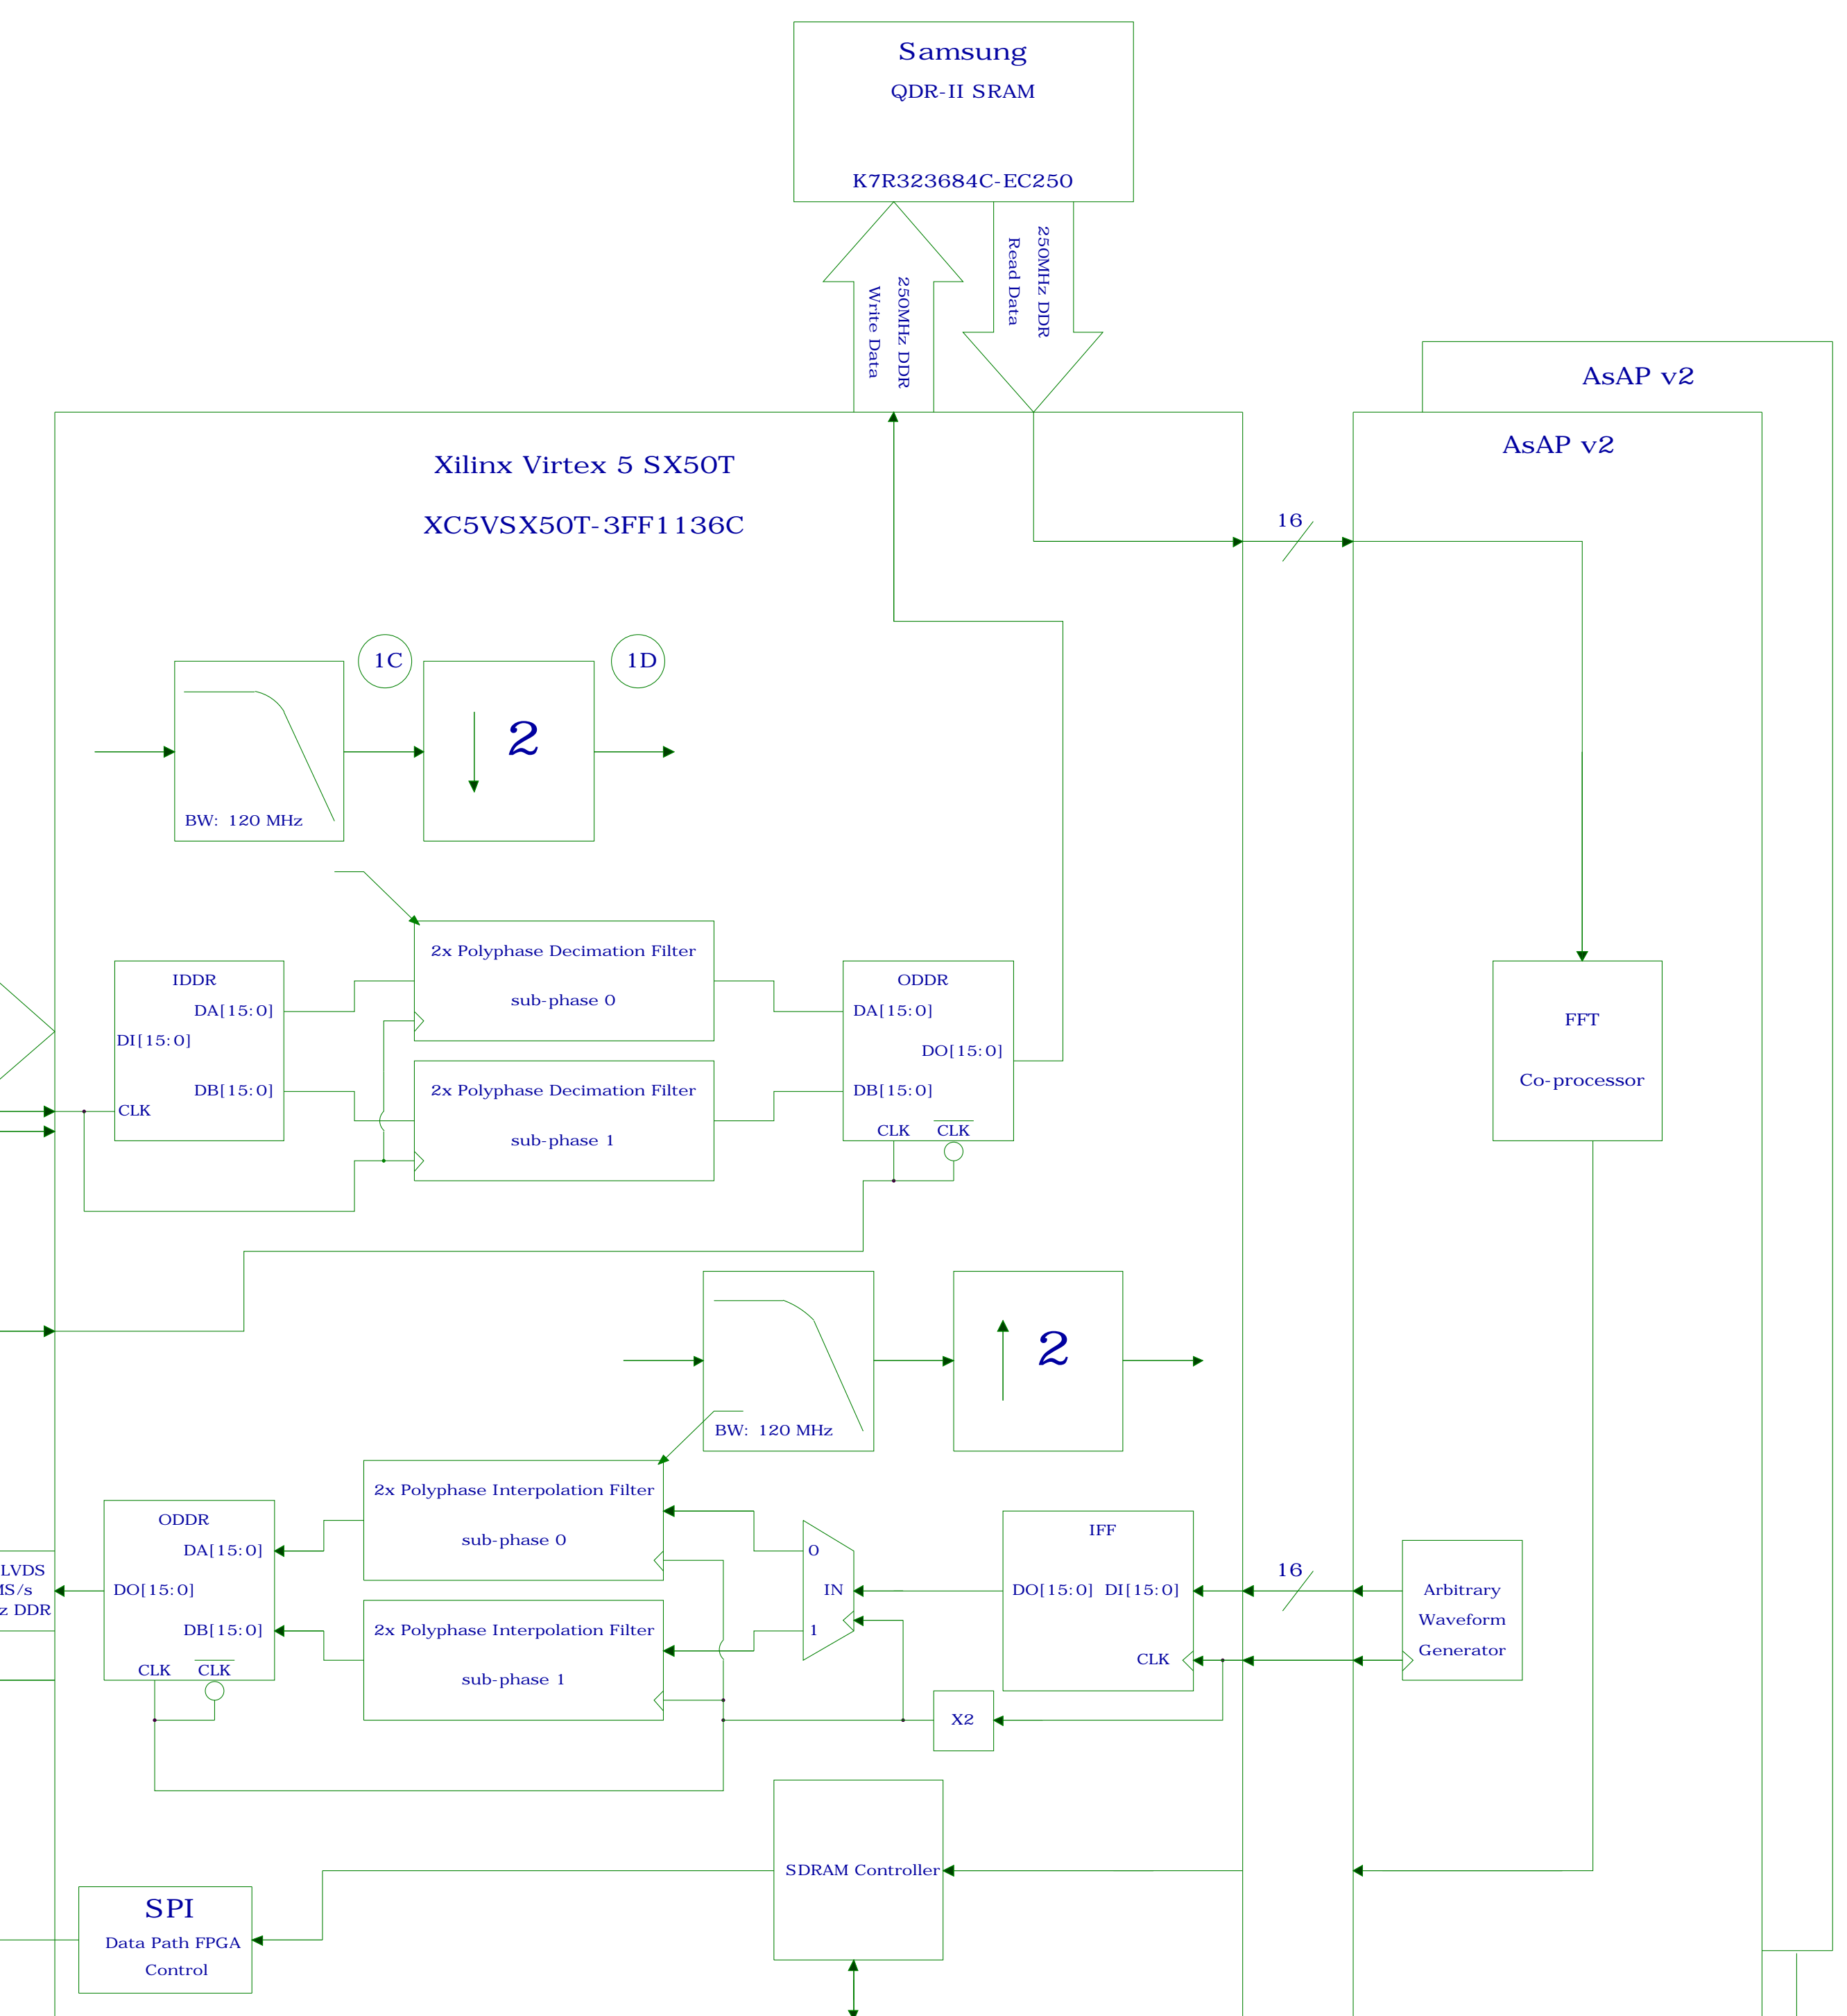 Samsung
QDR-II SRAM
K7R323684C-EC250
250MHz DDR
Write Data
250MHz DDR
Read Data
AsAP v2
AsAP v2
Xilinx Virtex 5 SX50T
XC5VSX50T-3FF1136C
16
1C
1D
2
BW: 120 MHz
2x Polyphase Decimation Filter
sub-phase 0
IDDR
DA[15:0]
DI[15:0]
DB[15:0]
CLK
2x Polyphase Decimation Filter
sub-phase 1
ODDR
DA[15:0]
DO[15:0]
DB[15:0]
CLK
CLK
FFT
Co-processor
2
BW: 120 MHz
2x Polyphase Interpolation Filter
sub-phase 0
ODDR
DA[15:0]
DO[15:0]
DB[15:0]
CLK
CLK
LVDS
MS/s
z DDR
2x Polyphase Interpolation Filter
sub-phase 1
0
IN
1
IFF
DO[15:0] DI[15:0]
CLK
16
Arbitrary
Waveform
Generator
X2
SDRAM Controller
SPI
Data Path FPGA
Control